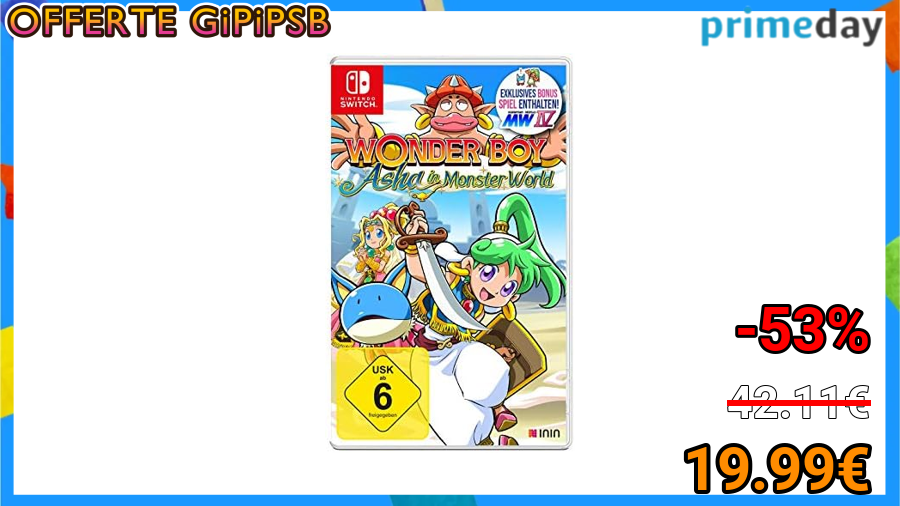 OFFERTE GiPiPSB
primeday
NINTENDO
SWITCH
EXKLUSIVES BONUS
SPIEL ENTHALTEN!
MW IV
WONDER BOY
Asha in Monster World
USK
ab
6
freigegeben
ININ
-53%
42.11€
19.99€